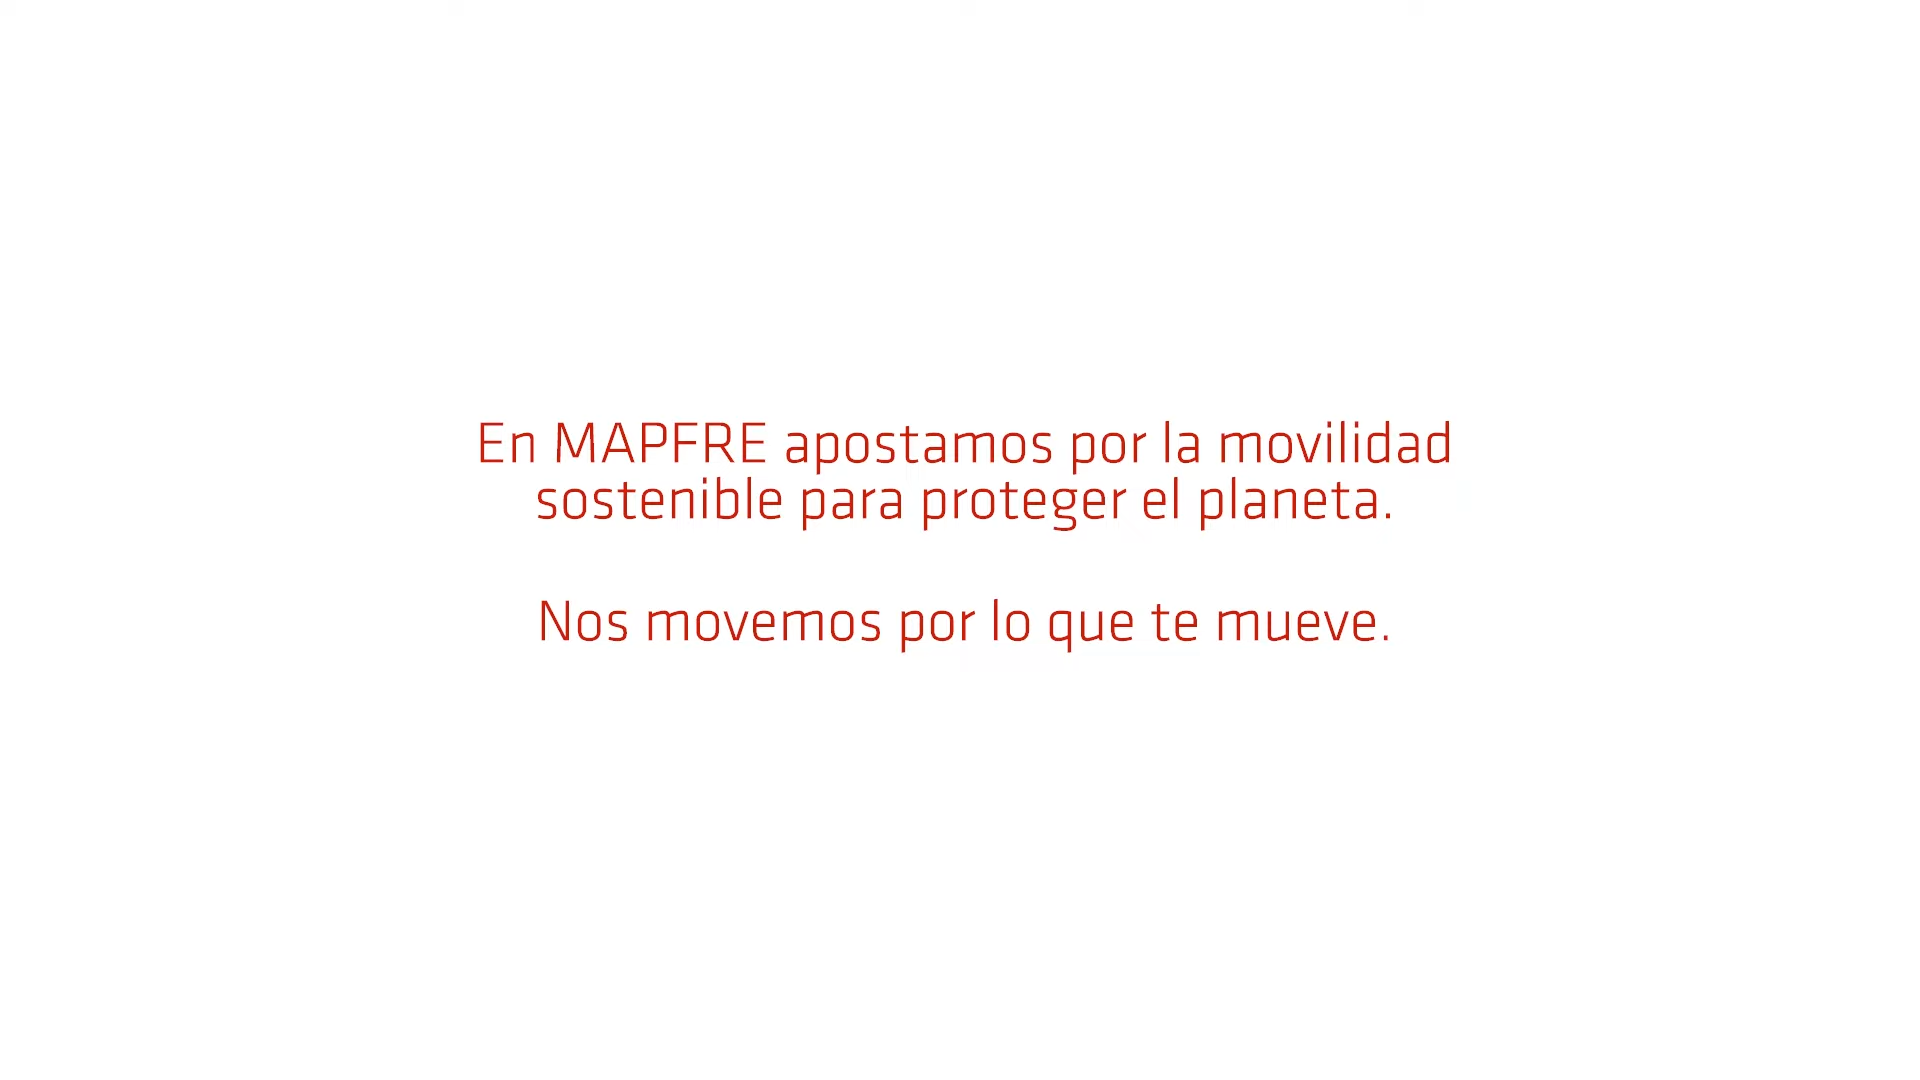 En MAPFRE apostamos por la movilidad
sostenible para proteger el planeta.
Nos movemos por lo que te mueve.